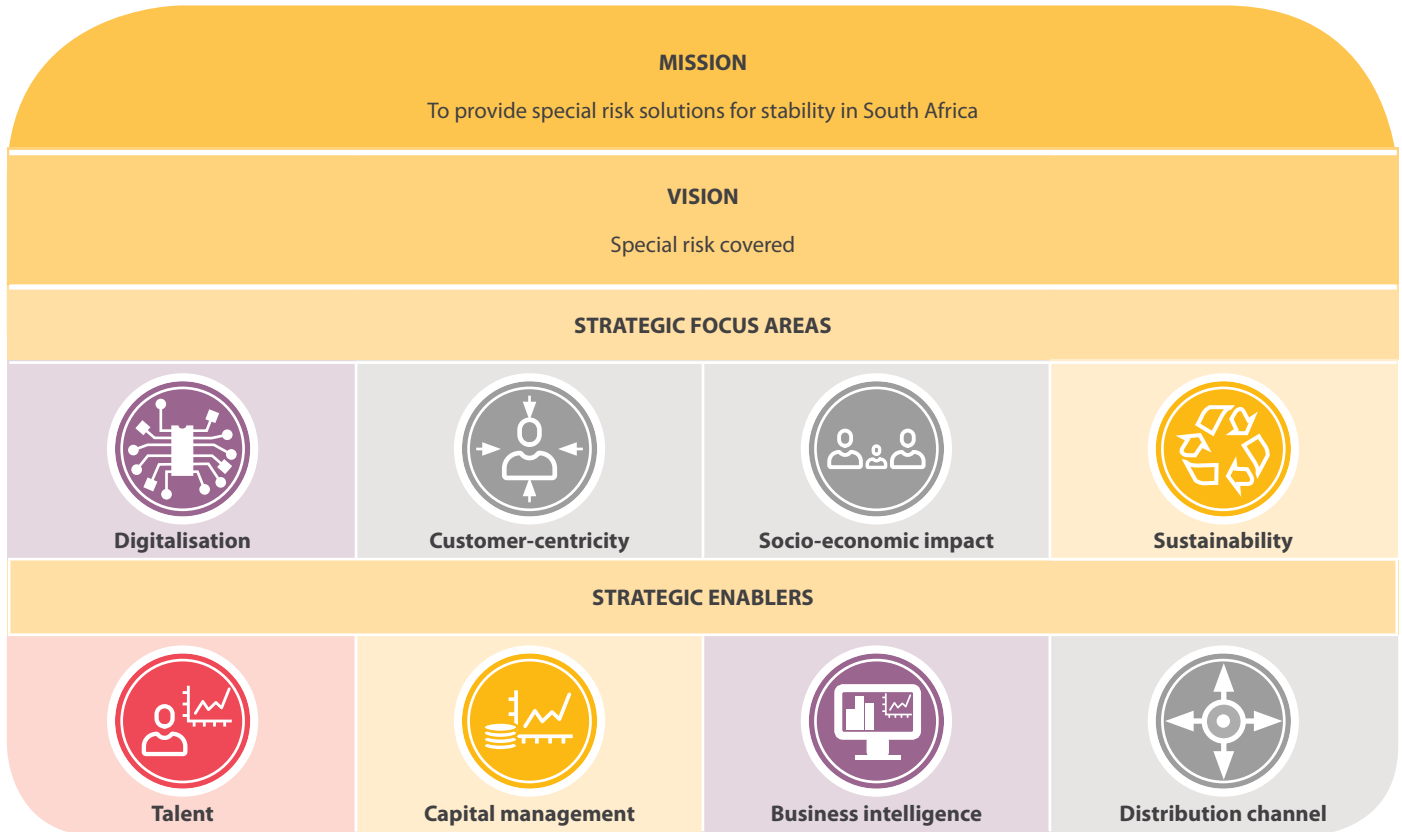 MISSION
To provide special risk solutions for stability in South Africa
VISION
Special risk covered
STRATEGIC FOCUS AREAS
Digitalisation
Customer-centricity
Socio-economic impact
Sustainability
STRATEGIC ENABLERS
Talent
Capital management
Business intelligence
Distribution channel